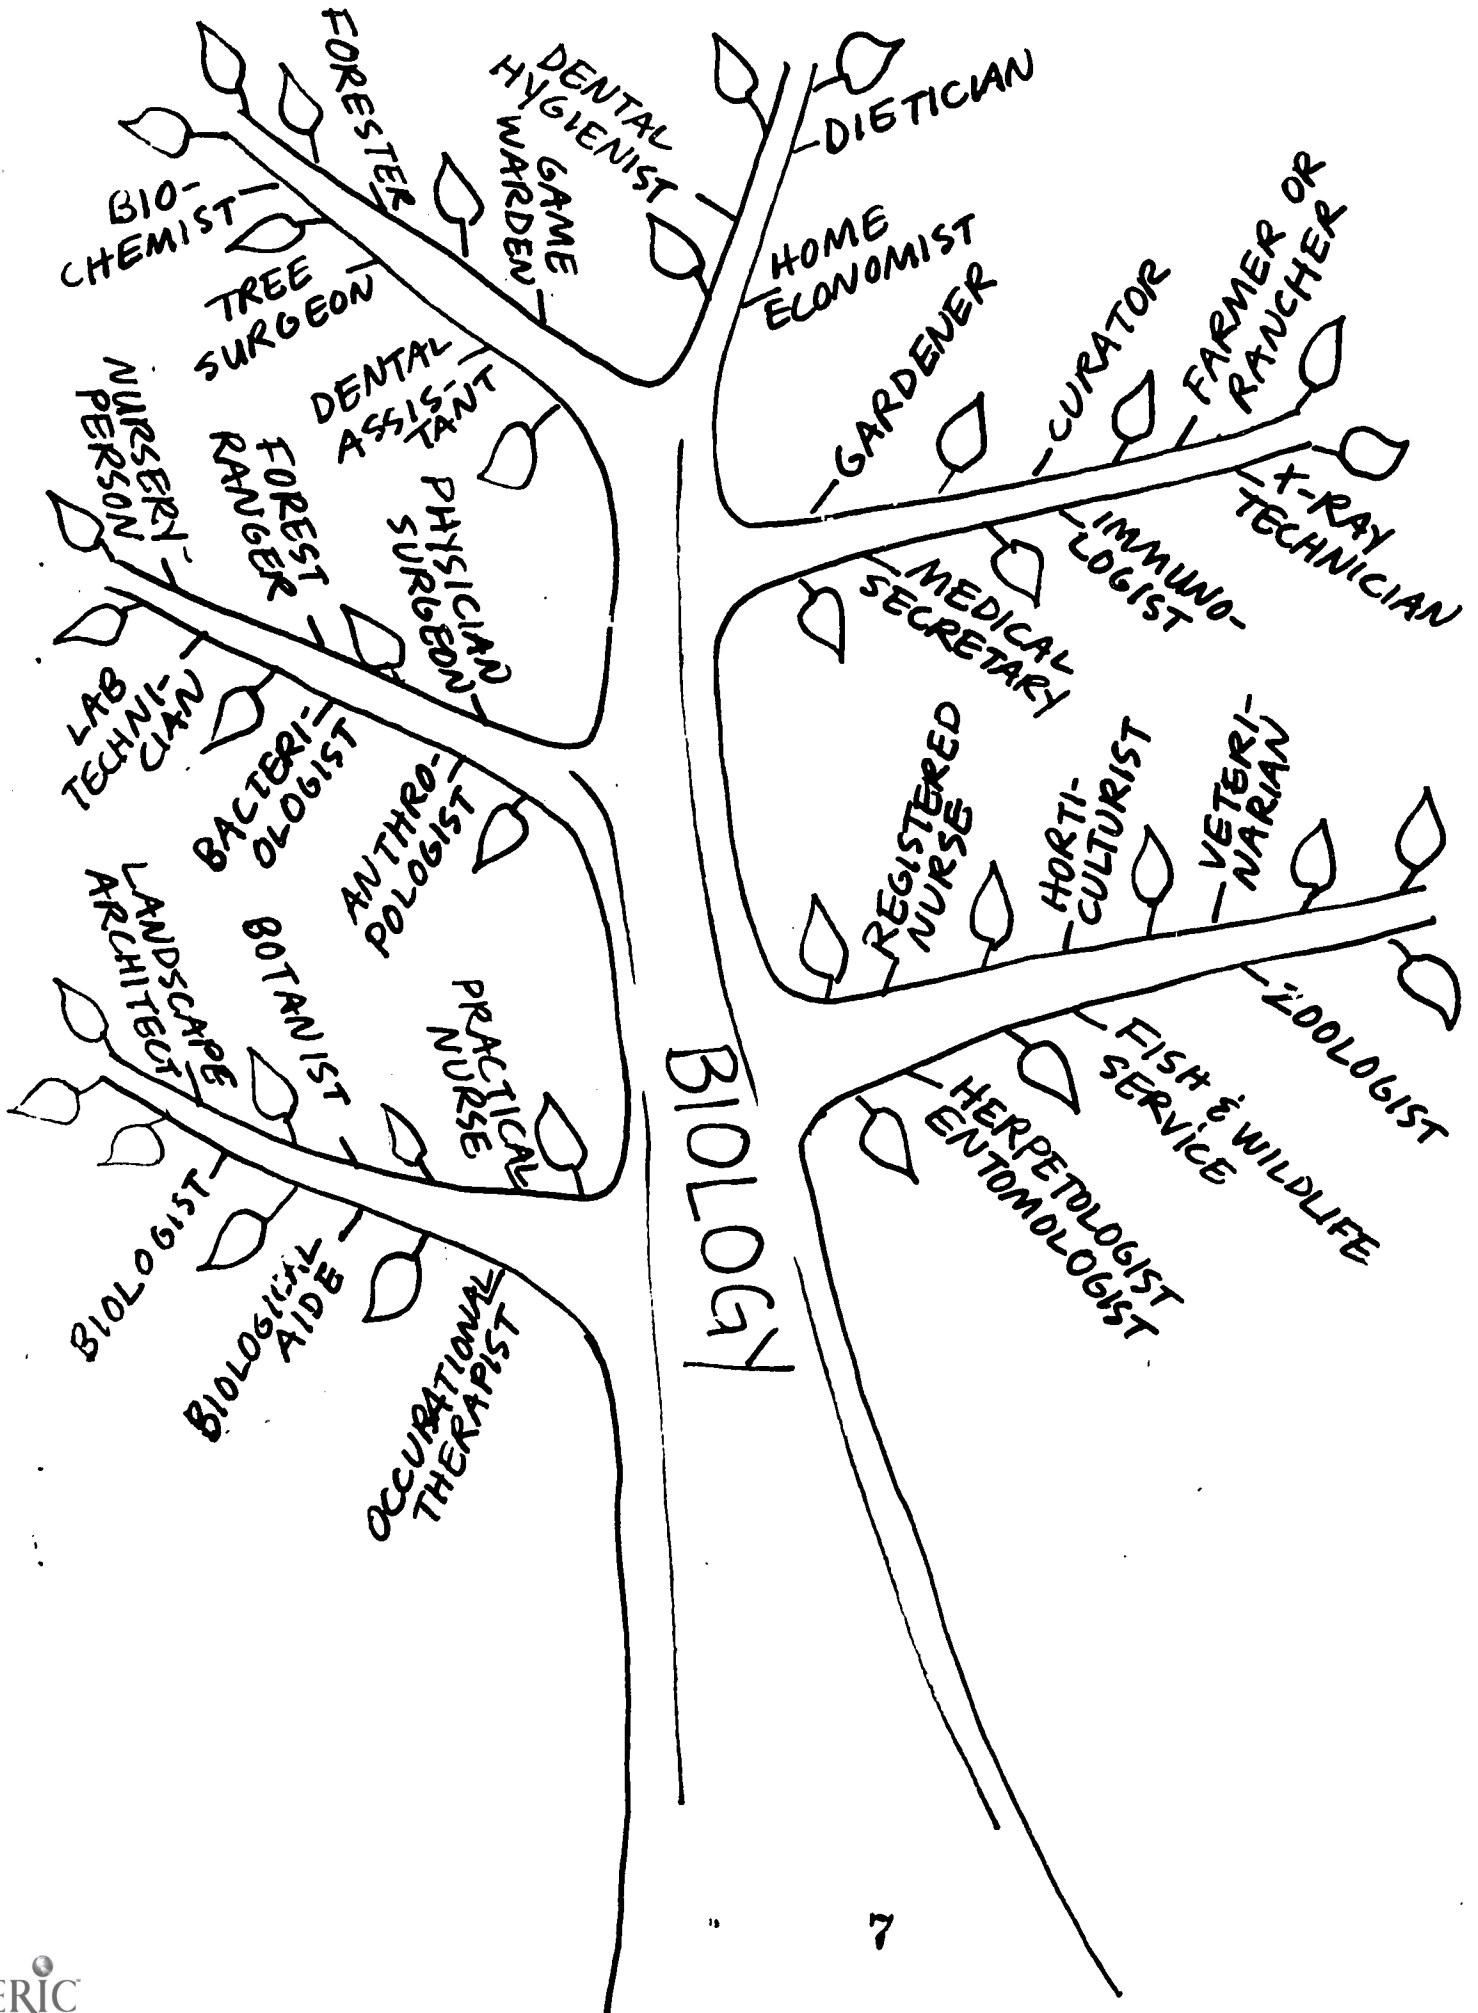 FORESTER
DENTAL
HYGIENIST
GAME
WARDEN
DIETICIAN
BIO-
CHEMIST
TREE
SURGEON
DENTAL
ASSIS-
TANT
HOME
ECONOMIST
GARDENER
CURATOR
FARMER OR
RANCHER
X-RAY
TECHNICIAN
IMMUNO-
LOGIST
MEDICAL
SECRETARY
NURSERY-
PERSON
FOREST
RANGER
PHYSICIAN
SURGEON
LAB
TECHNI-
CIAN
BACTERI-
OLOGIST
ANTHRO-
POLOGIST
REGISTERED
NURSE
HORTI-
CULTURIST
VETERI-
NARIAN
ZOOLOGIST
FISH & WILDLIFE
SERVICE
HERPETOLOGIST
ENTOMOLOGIST
LANDSCAPE
ARCHITECT
BOTANIST
PRACTICAL
NURSE
BIOLOGIST
BIOLOGICAL
AIDE
OCCUPATIONAL
THERAPIST
BIOLOGY
7
ERIC